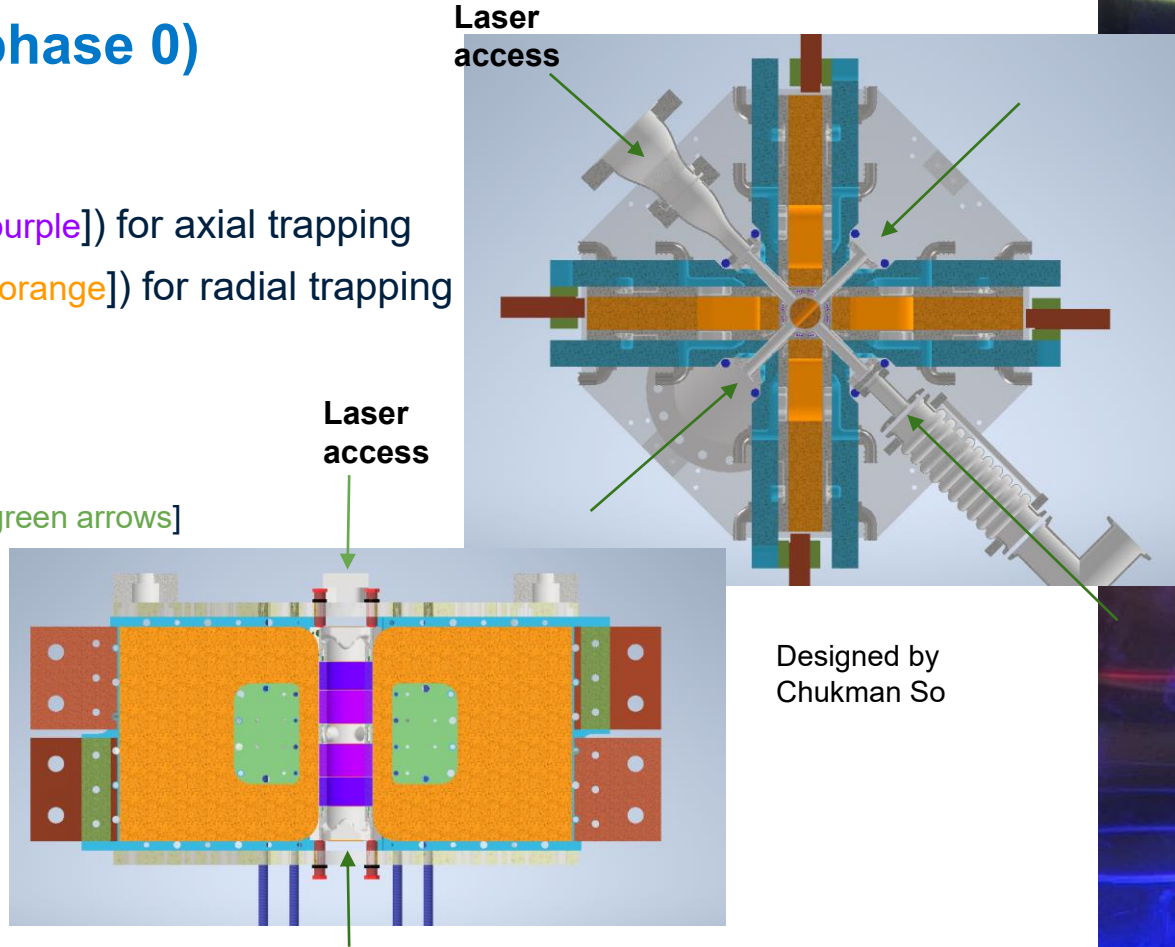 phase 0)
Laser
access
purple]) for axial trapping
orange]) for radial trapping
Laser
access
green arrows]
Designed by
Chukman So